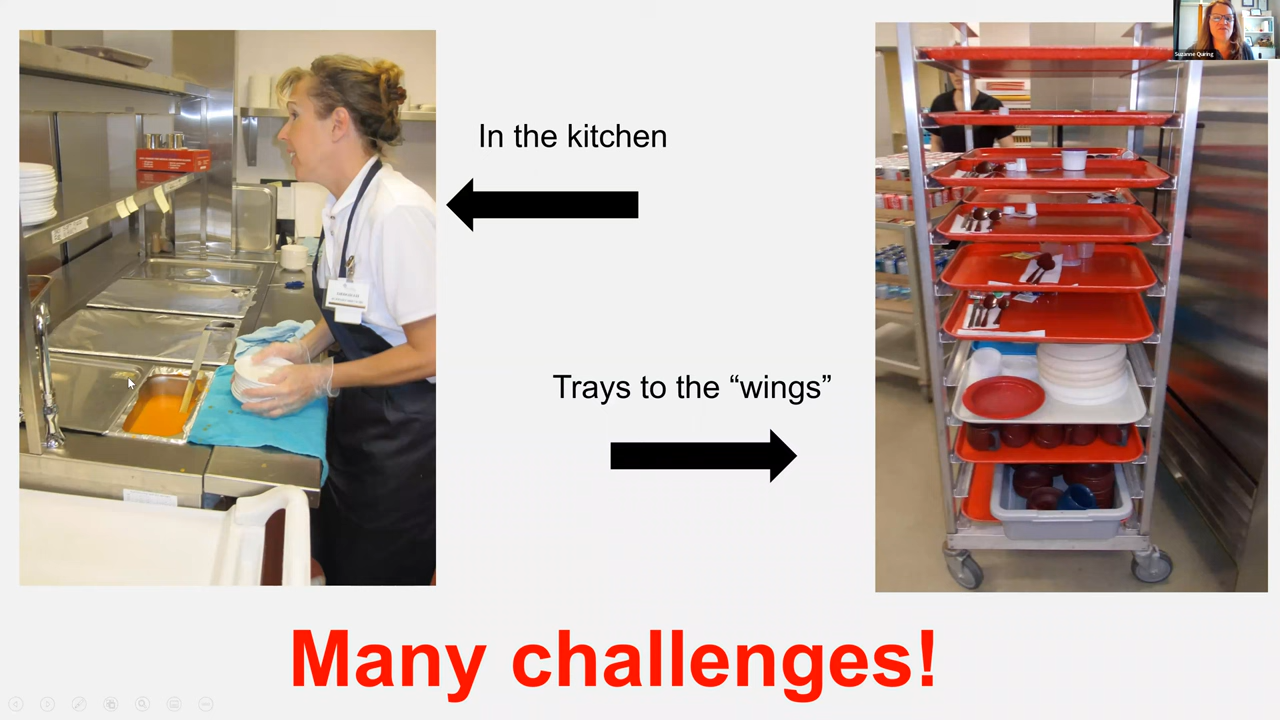 Suzanne Quiring
In the kitchen
Trays to the “wings”
Many challenges!